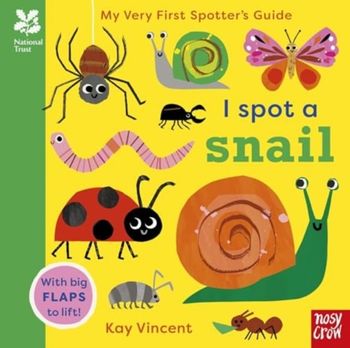 My Very First Spotter's Guide
National
Trust
I spot a
snail
With big
FLAPS
to lift!
Kay Vincent
nosy
crow